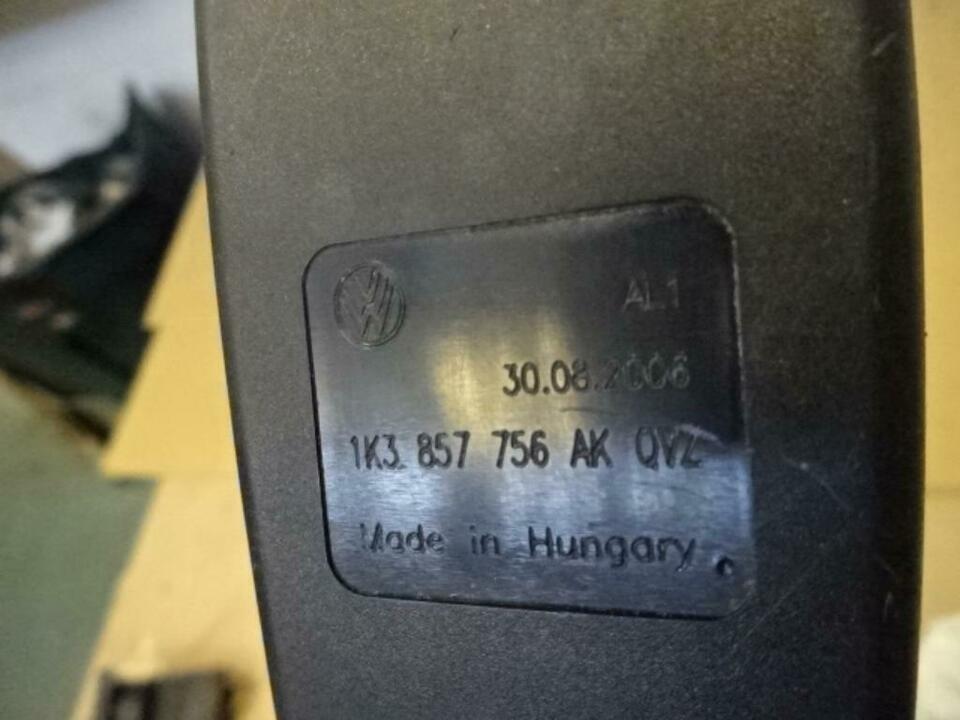 AL1
30.08.2006
1K3 857 756 AK QVZ
Made in Hungary